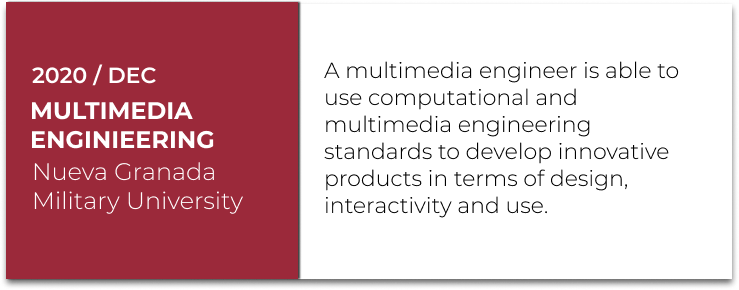 2020 / DEC
MULTIMEDIA
ENGINIEERING
Nueva Granada
Military University
A multimedia engineer is able to
use computational and
multimedia engineering
standards to develop innovative
products in terms of design,
interactivity and use.